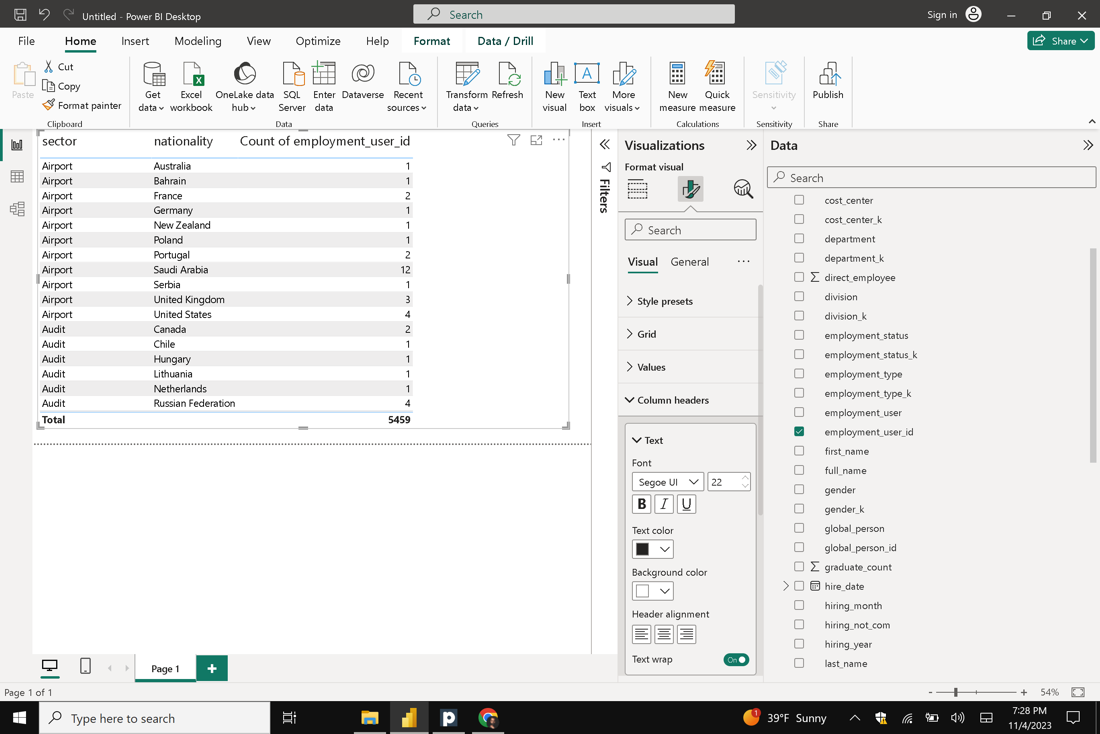 Untitled - Power BI Desktop
Search
Sign in
File
Home
Insert
Modeling
View
Optimize
Help
Format
Data / Drill
Share
Paste
Cut
Copy
Format painter
Clipboard
Get data
Excel workbook
OneLake data hub
SQL Server
Enter data
Dataverse
Recent sources
Data
Transform data
Refresh
Queries
New visual
Text box
More visuals
Insert
New measure
Quick measure
Calculations
Sensitivity
Sensitivity
Publish
Share
sector nationality Count of employment_user_id
Airport Australia 1
Airport Bahrain 1
Airport France 2
Airport Germany 1
Airport New Zealand 1
Airport Poland 1
Airport Portugal 2
Airport Saudi Arabia 12
Airport Serbia 1
Airport United Kingdom 3
Airport United States 4
Audit Canada 2
Audit Chile 1
Audit Hungary 1
Audit Lithuania 1
Audit Netherlands 1
Audit Russian Federation 4
Total 5459
Filters
Visualizations
Format visual
Search
Visual General ...
Style presets
Grid
Values
Column headers
Text
Font
Segoe UI 22
B I U
Text color
Background color
Header alignment
Text wrap On
Data
Search
cost_center
cost_center_k
department
department_k
direct_employee
division
division_k
employment_status
employment_status_k
employment_type
employment_type_k
employment_user
employment_user_id
first_name
full_name
gender
gender_k
global_person
global_person_id
graduate_count
hire_date
hiring_month
hiring_not_com
hiring_year
last_name
Page 1
Page 1 of 1
- + 54%
Type here to search
39°F Sunny
7:28 PM
11/4/2023